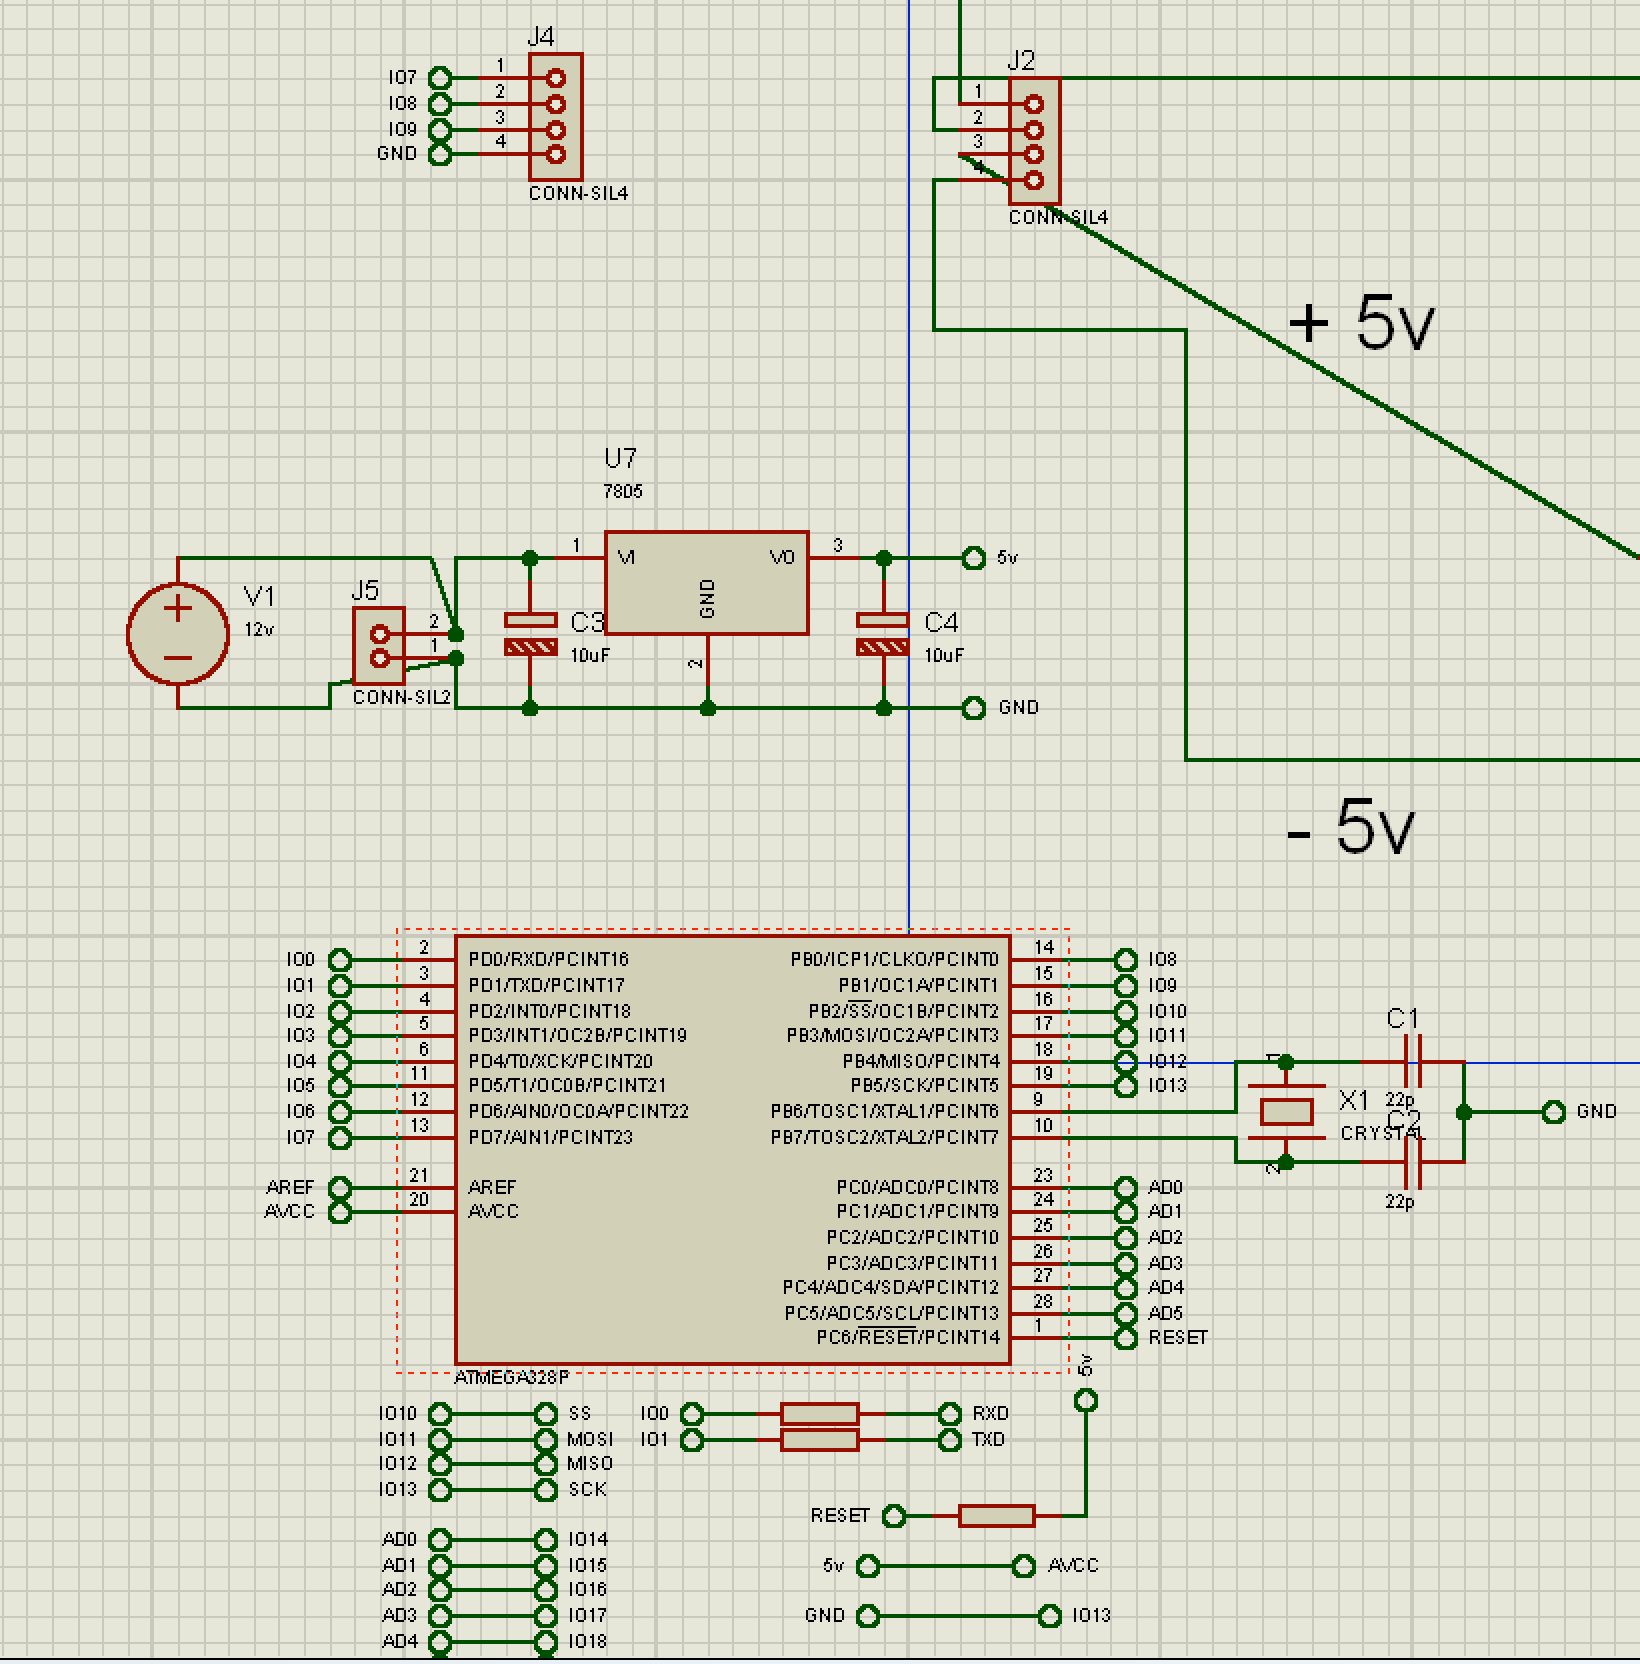 J4
IO7 1
IO8 2
IO9 3
GND 4
CONN-SIL4
J2
1
2
3
4
CONN-SIL4
+ 5v
U7
7805
1 VI VO 3 5v
GND
2
V1
12v
J5
2
1
CONN-SIL2
C3
10uF
C4
10uF
GND
- 5v
IO0 2 PD0/RXD/PCINT16 PB0/ICP1/CLKO/PCINT0 14 IO8
IO1 3 PD1/TXD/PCINT17 PB1/OC1A/PCINT1 15 IO9
IO2 4 PD2/INT0/PCINT18 PB2/SS/OC1B/PCINT2 16 IO10
IO3 5 PD3/INT1/OC2B/PCINT19 PB3/MOSI/OC2A/PCINT3 17 IO11
IO4 6 PD4/T0/XCK/PCINT20 PB4/MISO/PCINT4 18 IO12
IO5 11 PD5/T1/OC0B/PCINT21 PB5/SCK/PCINT5 19 IO13
IO6 12 PD6/AIN0/OC0A/PCINT22 PB6/TOSC1/XTAL1/PCINT6 9
IO7 13 PD7/AIN1/PCINT23 PB7/TOSC2/XTAL2/PCINT7 10
AREF 21 AREF PC0/ADC0/PCINT8 23 AD0
AVCC 20 AVCC PC1/ADC1/PCINT9 24 AD1
PC2/ADC2/PCINT10 25 AD2
PC3/ADC3/PCINT11 26 AD3
PC4/ADC4/SDA/PCINT12 27 AD4
PC5/ADC5/SCL/PCINT13 28 AD5
PC6/RESET/PCINT14 1 RESET
ATMEGA328P
C1
22p
1
X1
CRYSTAL
2
C2
22p
GND
IO10 SS
IO11 MOSI
IO12 MISO
IO13 SCK
IO0 RXD
IO1 TXD
5v
RESET
5v AVCC
GND IO13
AD0 IO14
AD1 IO15
AD2 IO16
AD3 IO17
AD4 IO18